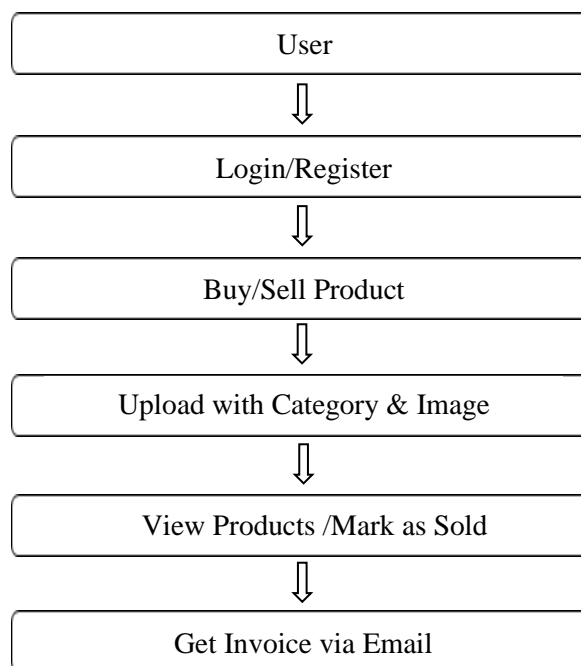 User
Login/Register
Buy/Sell Product
Upload with Category & Image
View Products /Mark as Sold
Get Invoice via Email